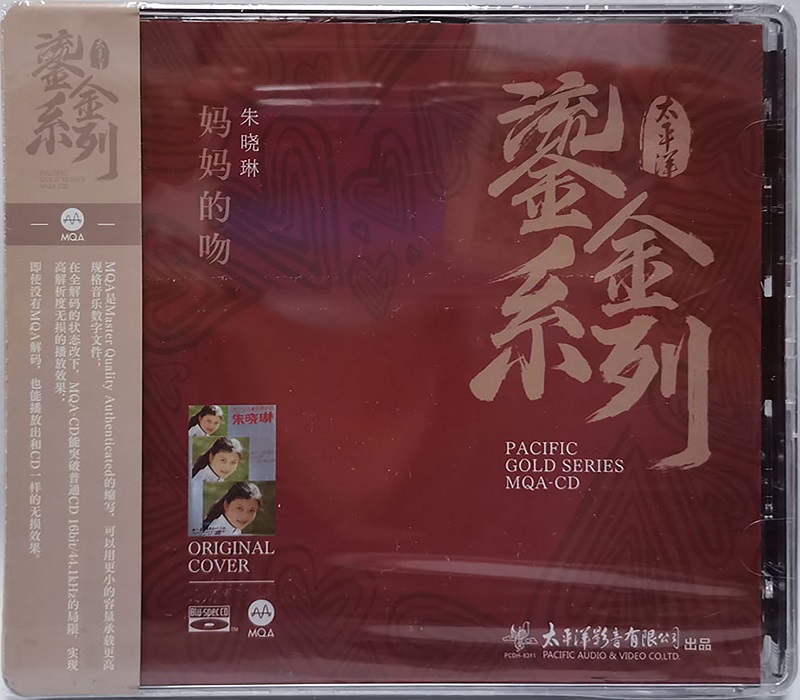 鎏金系列
太平洋
PACIFIC
GOLD SERIES
MQA-CD
MQA
MQA是Master Quality Authenticated的缩写，可以用更小的容量承载更高
规格音乐数字文件；
在全解码的状态改下，MQA-CD能突破普通CD 16bit/44.1kHz的局限，实现
高解析度无损的播放效果；
即使没有MQA解码，也能播放出和CD一样的无损效果。
朱晓琳
妈妈的吻
太平洋
鎏金系列
PACIFIC
GOLD SERIES
MQA-CD
朱晓琳
ORIGINAL
COVER
Blu-spec CD
TM
MQA
PCDH-8391
太平洋影音有限公司出品
PACIFIC AUDIO & VIDEO CO.LTD.